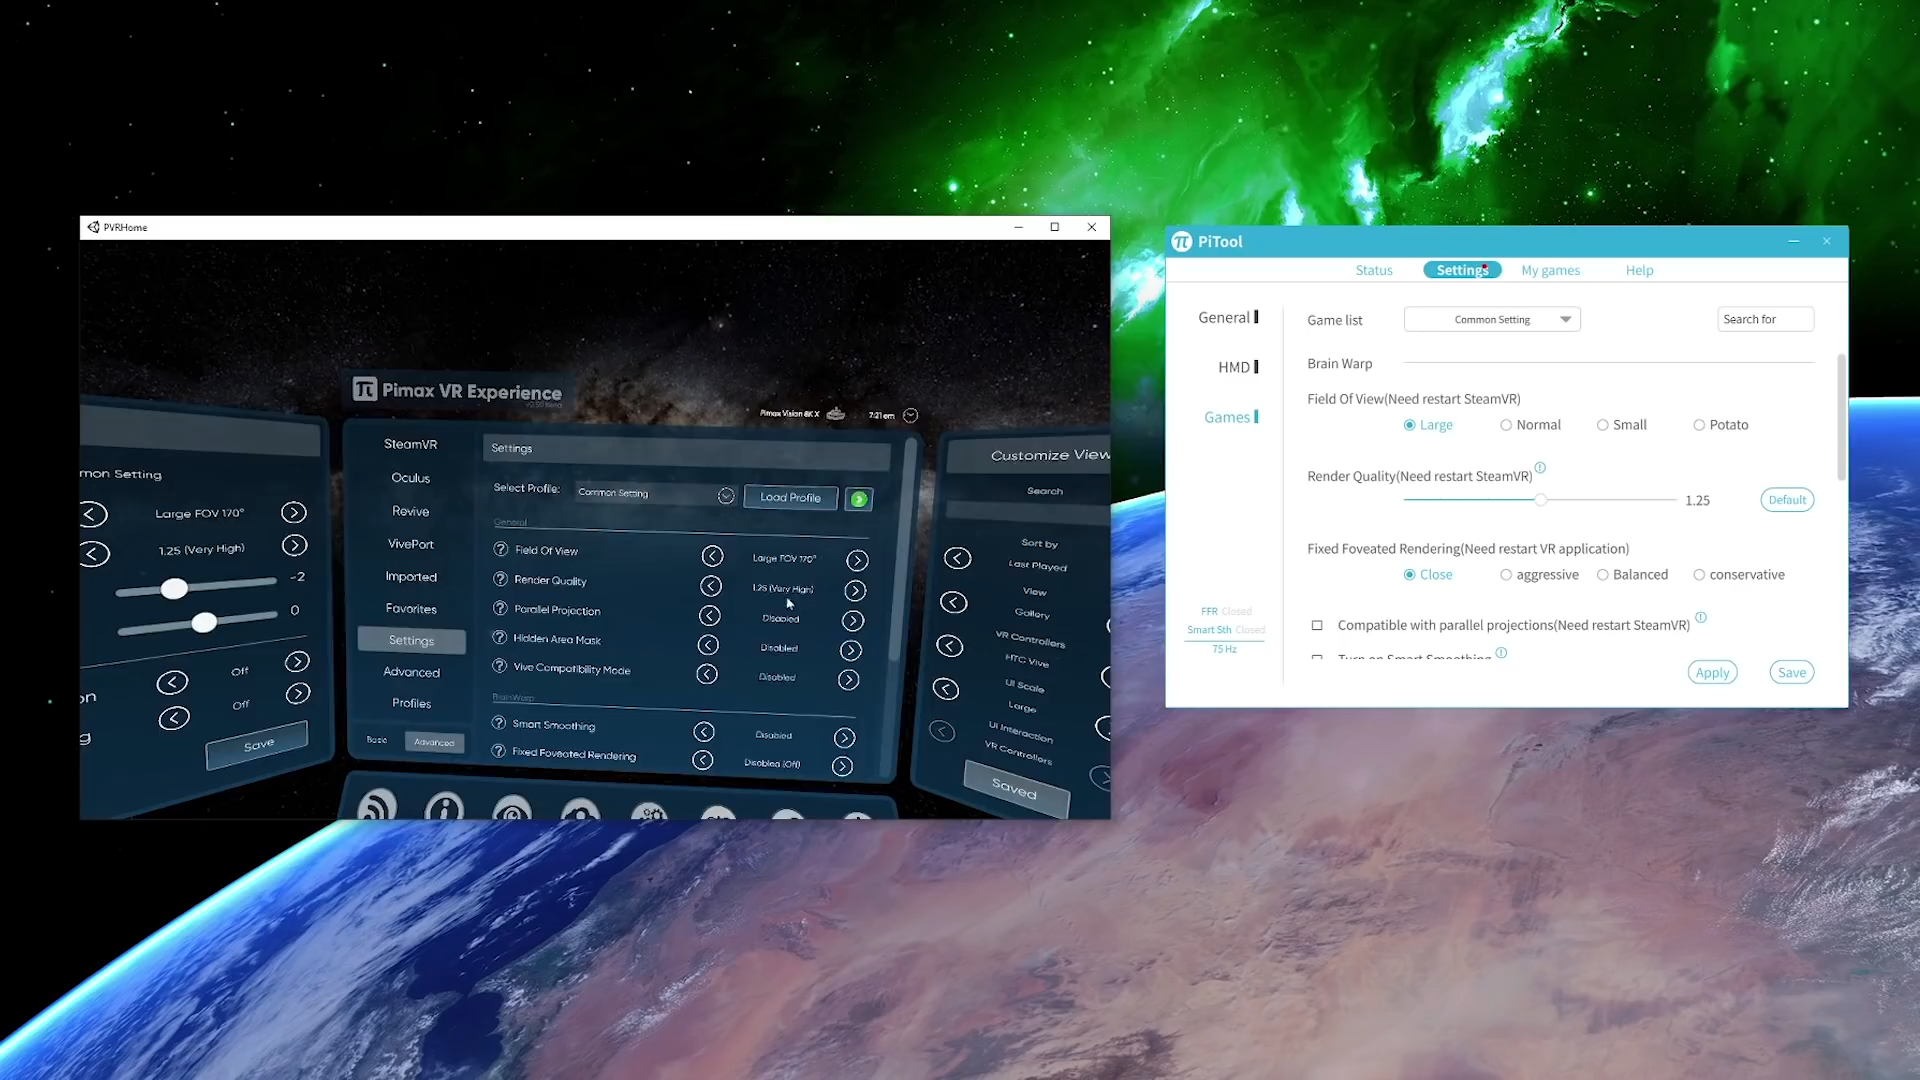 PVRHome
Pimax VR Experience
Pimax Vision 8K X
7:21 am
mon Setting
Large FOV 170°
1.25 (Very High)
-2
0
Off
on
Off
g
Save
SteamVR
Oculus
Revive
VivePort
Imported
Favorites
Settings
Advanced
Profiles
Basic
Advanced
Settings
Select Profile:
Common Setting
Load Profile
General
Field Of View
Large FOV 170°
Render Quality
1.25 (Very High)
Parallel Projection
Disabled
Hidden Area Mask
Disabled
Vive Compatibility Mode
Disabled
BrainWarp
Smart Smoothing
Disabled
Fixed Foveated Rendering
Disabled (Off)
Customize View
Search
Sort by
Last Played
View
Gallery
VR Controllers
HTC Vive
UI Scale
Large
UI Interaction
VR Controllers
Saved
PiTool
Status
Settings
My games
Help
General
HMD
Games
FFR Closed
Smart Sth Closed
75 Hz
Game list
Common Setting
Search for
Brain Warp
Field Of View(Need restart SteamVR)
Large
Normal
Small
Potato
Render Quality(Need restart SteamVR)
1.25
Default
Fixed Foveated Rendering(Need restart VR application)
Close
aggressive
Balanced
conservative
Compatible with parallel projections(Need restart SteamVR)
Turn on Smart Smoothing
Apply
Save